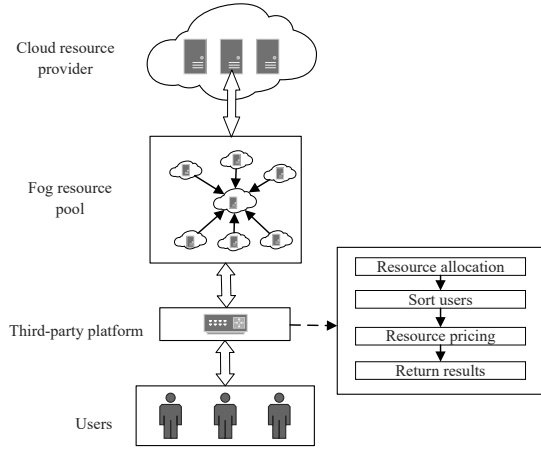 Cloud resource
provider
Fog resource
pool
Third-party platform
Resource allocation
Sort users
Resource pricing
Return results
Users